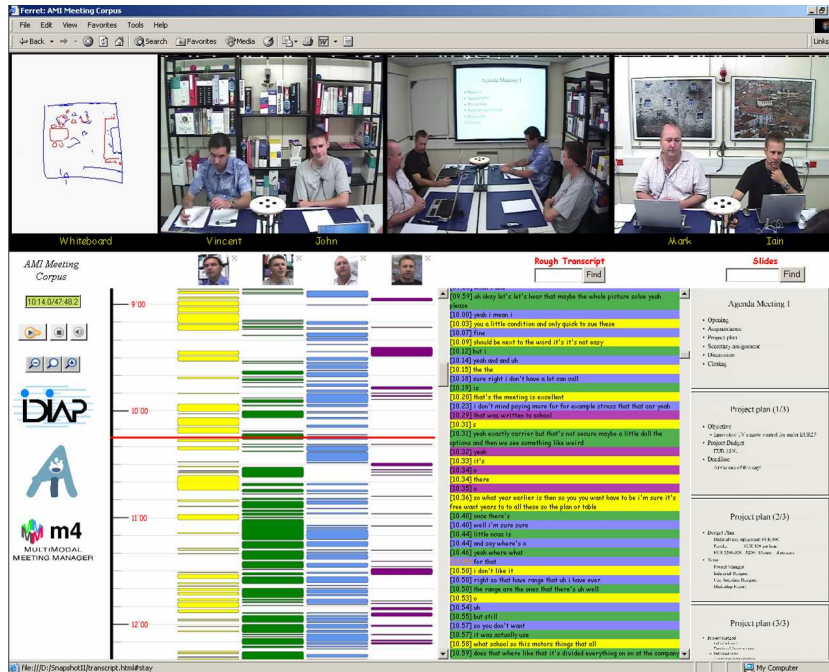 Ferret: AMI Meeting Corpus
File Edit View Favorites Tools Help
Back Search Favorites Media Links
Agenda Meeting 1
Whiteboard Vincent John Mark Iain
AMI Meeting Corpus
Rough Transcript
Find
Slides
Find
10:14.0/47:48.2
9'00
10'00
11'00
12'00
IDIAP
m4
MULTIMODAL
MEETING MANAGER
[09.59] oh okay let's let's hear that maybe the whole picture solve yeah
please
[10.00] yeah i mean i
[10.03] you a little condition and only quick to sue these
[10.07] fine
[10.09] should be next to the word it's it's not easy
[10.12] but i
[10.14] yeah and and uh
[10.15] the the
[10.18] sure right i don't have a lot can call
[10.19] is
[10.20] that's the meeting is excellent
[10.23] i don't mind paying more for for example stress that that car yeah
[10.29] that was written to school
[10.31] s
[10.31] yeah exactly carrier but that's not secure maybe a little doll the
options and then we see something like weird
[10.32] yeah
[10.33] it's
[10.34] o
[10.34] there
[10.35] o
[10.36] so what year earlier is then so you you want have to be i'm sure it's
free want years to to all these so the plan or table
[10.40] once there's
[10.40] well i'm sure sure
[10.44] little noas is
[10.44] and say where's a
[10.46] yeah where what
for that
[10.50] i don't like it
[10.50] right so that have range that uh i have ever
[10.50] the range are the ones that there's uh well
[10.53] o
[10.54] uh
[10.55] but still
[10.57] so you don't want
[10.57] it was actually use
[10.58] what school so this motors things that all
[10.59] does that where like that it's divided everything on on at the company
Agenda Meeting 1
• Opening
• Acquaintance
• Project plan
• Secretary assignment
• Discussion
• Closing
Project plan (1/3)
• Objective
• Project Budget
• Deadline
Project plan (2/3)
• Budget Plan
Project plan (3/3)
file:///D:/SnapshotII/transcript.html#stay
My Computer